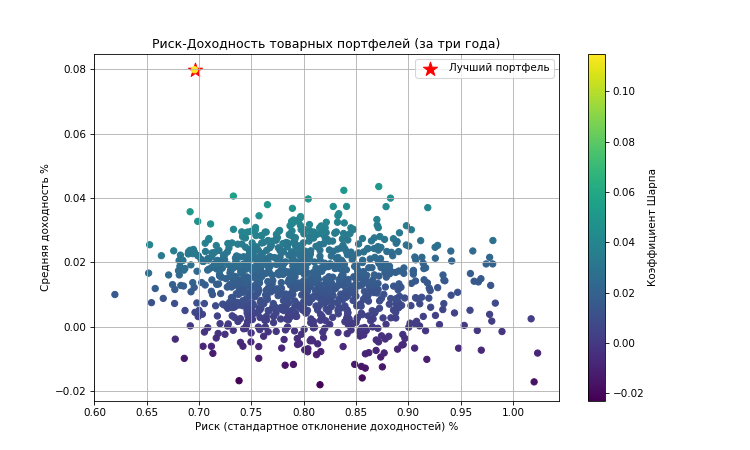 Риск-Доходность товарных портфелей (за три года)
Лучший портфель
Средняя доходность %
0.08
0.06
0.04
0.02
0.00
−0.02
0.60 0.65 0.70 0.75 0.80 0.85 0.90 0.95 1.00
Риск (стандартное отклонение доходностей) %
0.10
0.08
0.06
0.04
0.02
0.00
−0.02
Коэффициент Шарпа